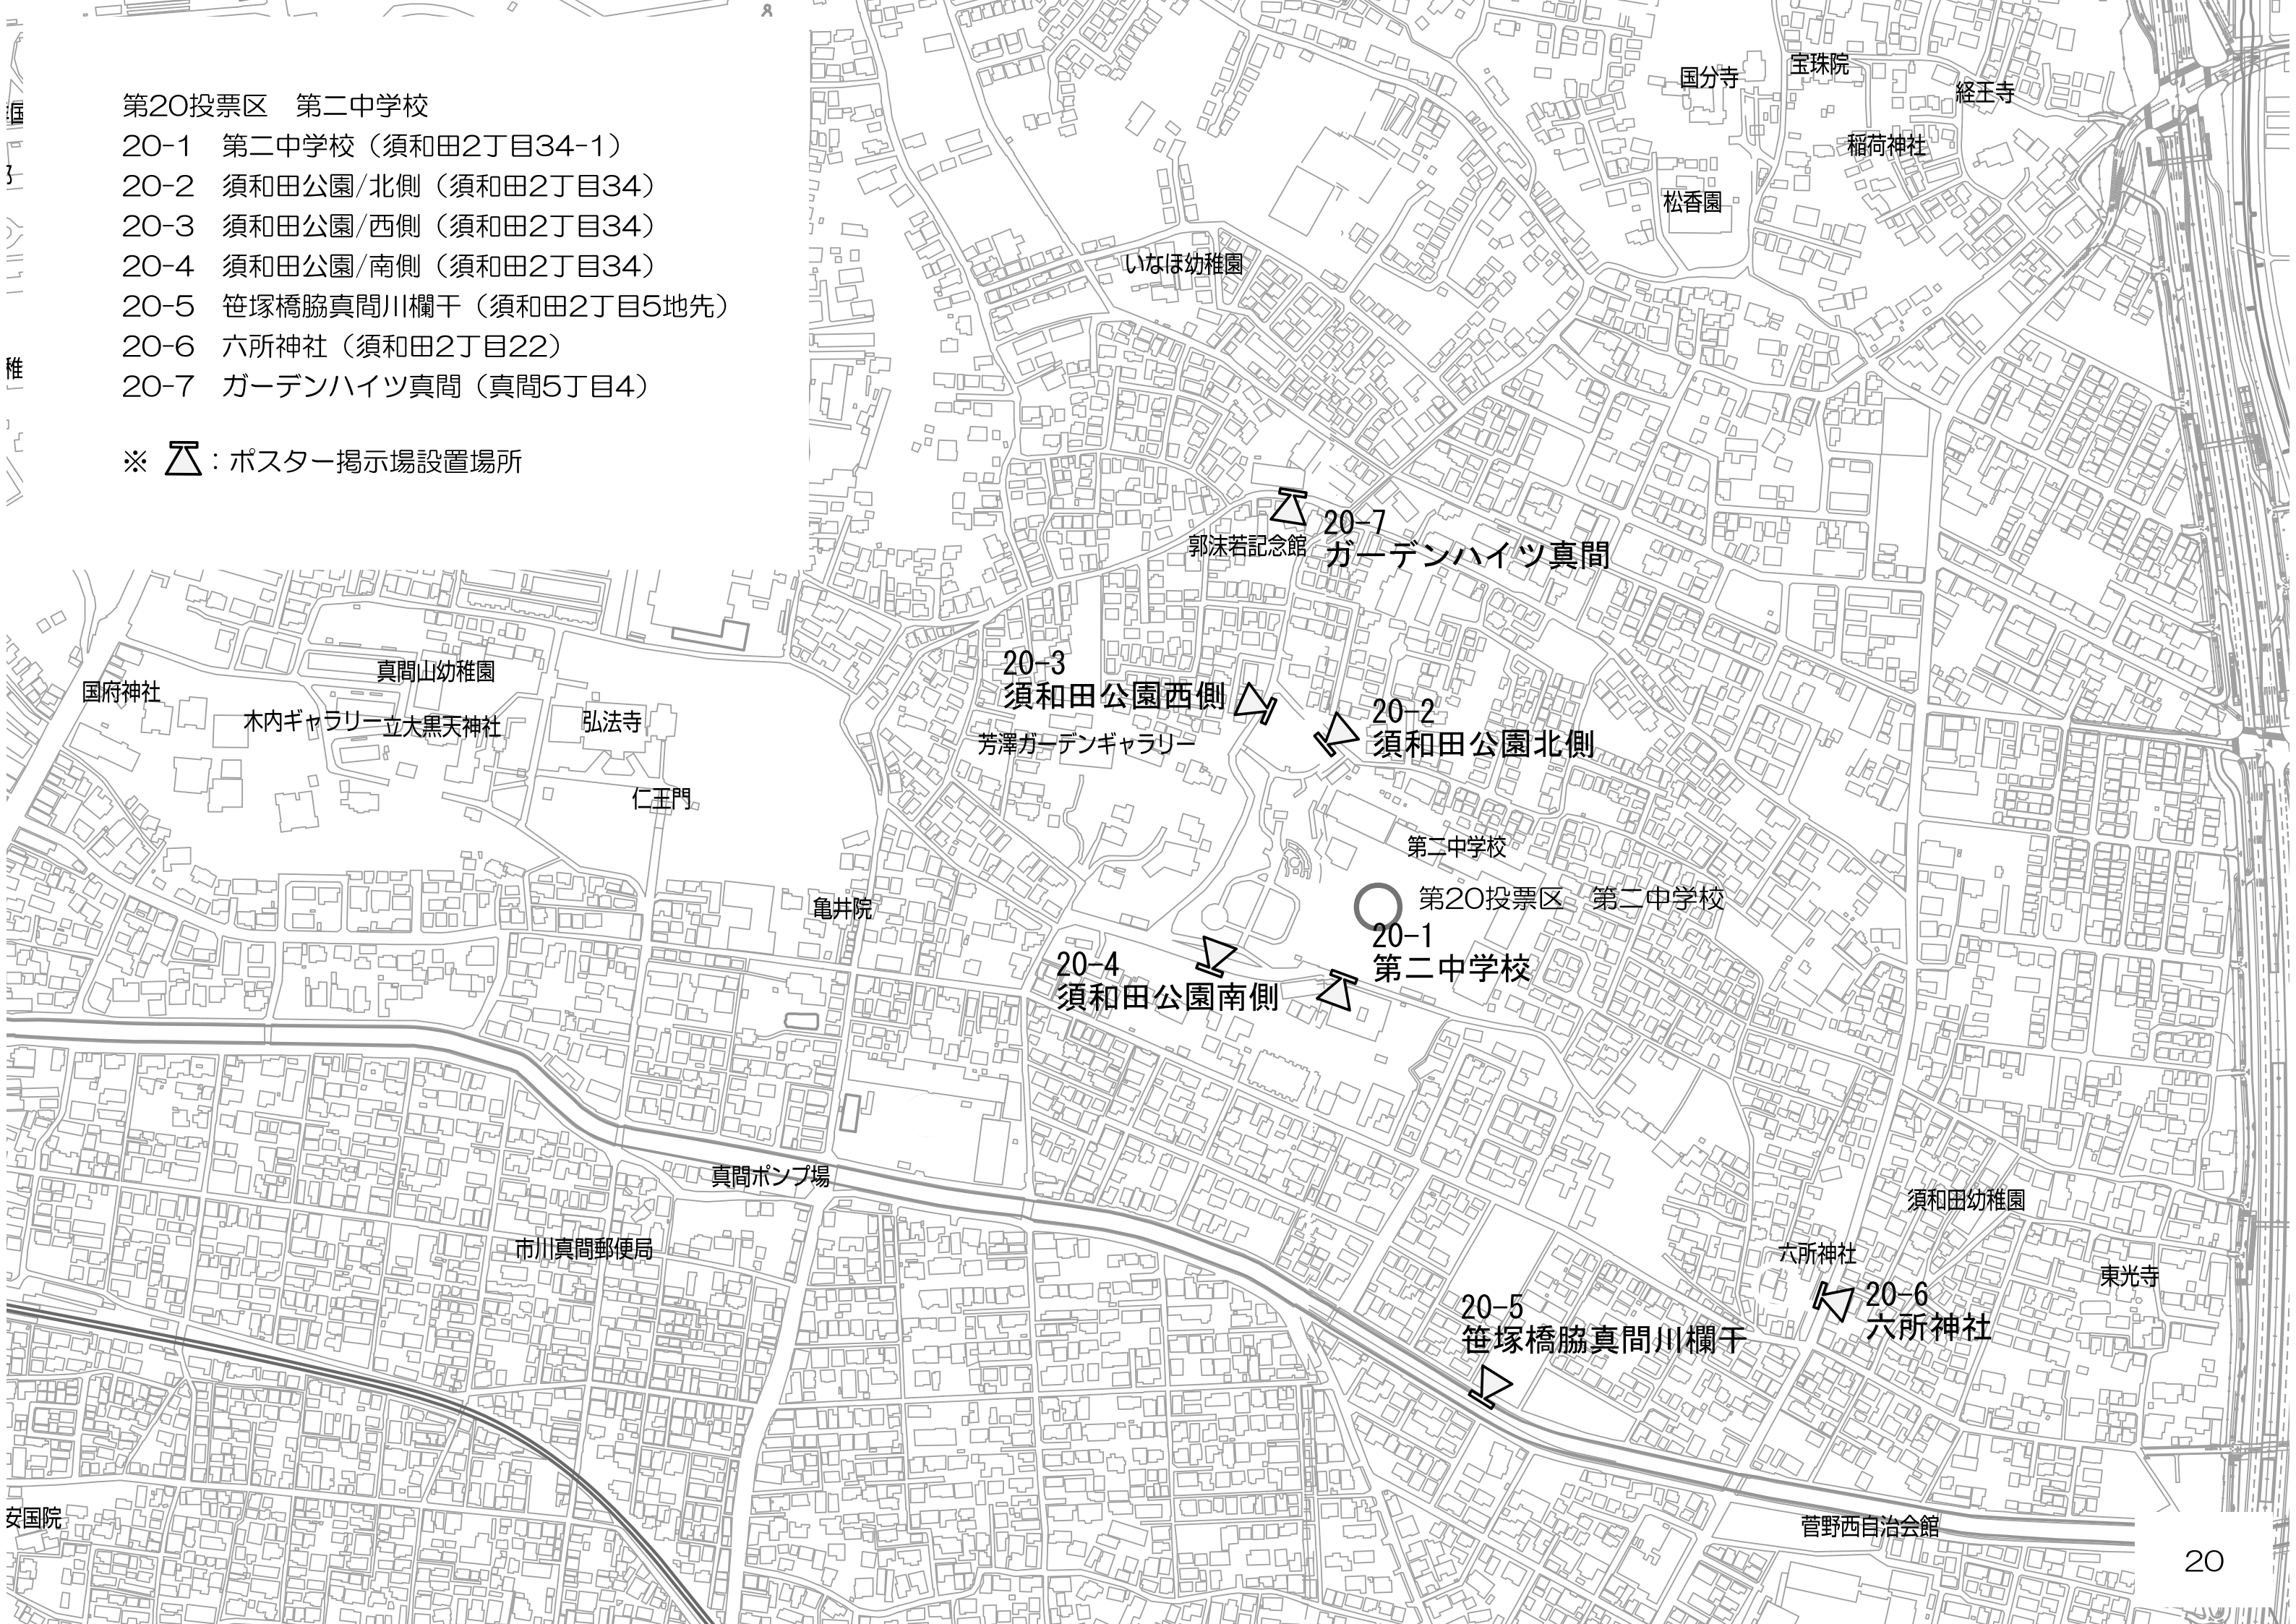 第20投票区　第二中学校
20-1　第二中学校（須和田2丁目34-1）
20-2　須和田公園/北側（須和田2丁目34）
20-3　須和田公園/西側（須和田2丁目34）
20-4　須和田公園/南側（須和田2丁目34）
20-5　笹塚橋脇真間川欄干（須和田2丁目5地先）
20-6　六所神社（須和田2丁目22）
20-7　ガーデンハイツ真間（真間5丁目4）
※　：ポスター掲示場設置場所
国分寺
宝珠院
経王寺
稲荷神社
松香園
いなほ幼稚園
稚
20-7
ガーデンハイツ真間
郭沫若記念館
20-3
須和田公園西側
20-2
須和田公園北側
芳澤ガーデンギャラリー
真間山幼稚園
国府神社
木内ギャラリー
立大黒天神社
弘法寺
仁王門
第二中学校
第20投票区　第二中学校
亀井院
20-1
第二中学校
20-4
須和田公園南側
真間ポンプ場
須和田幼稚園
市川真間郵便局
六所神社
東光寺
20-6
六所神社
20-5
笹塚橋脇真間川欄干
安国院
菅野西自治会館
20